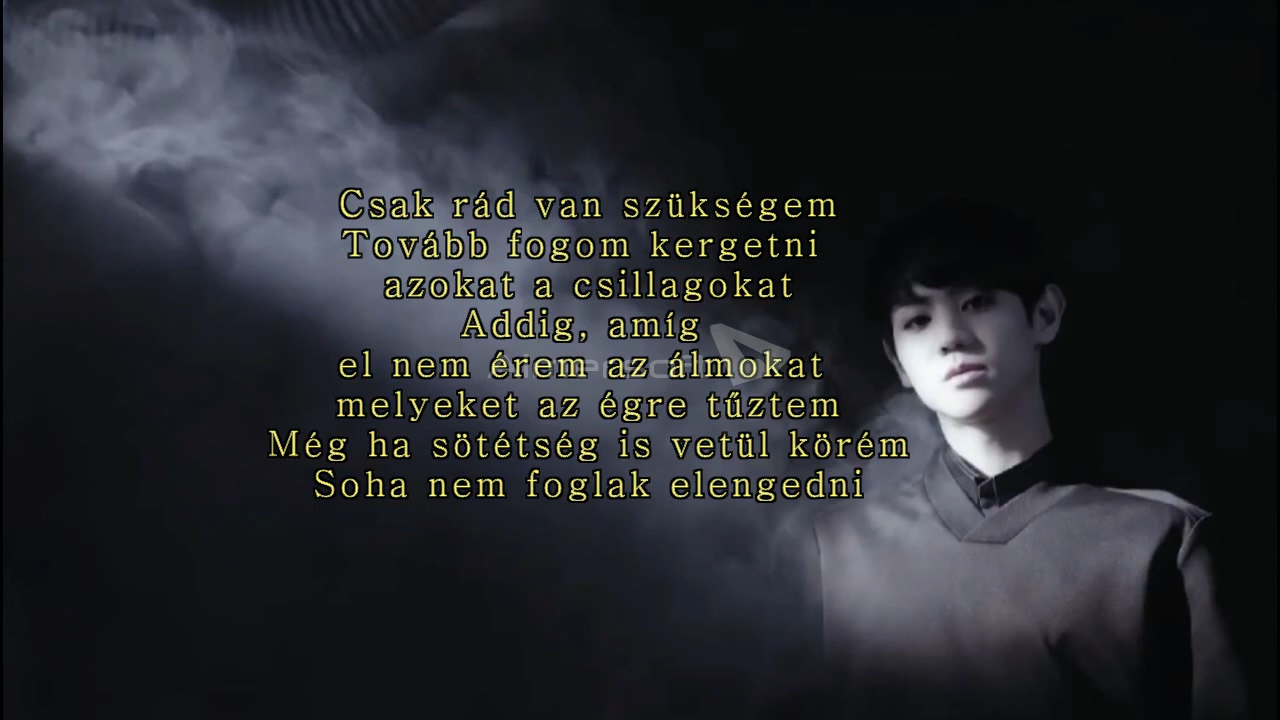 Csak rád van szükségem
Tovább fogom kergetni
azokat a csillagokat
Addig, amíg
el nem érem az álmokat
melyeket az égre tűztem
Még ha sötétség is vetül körém
Soha nem foglak elengedni